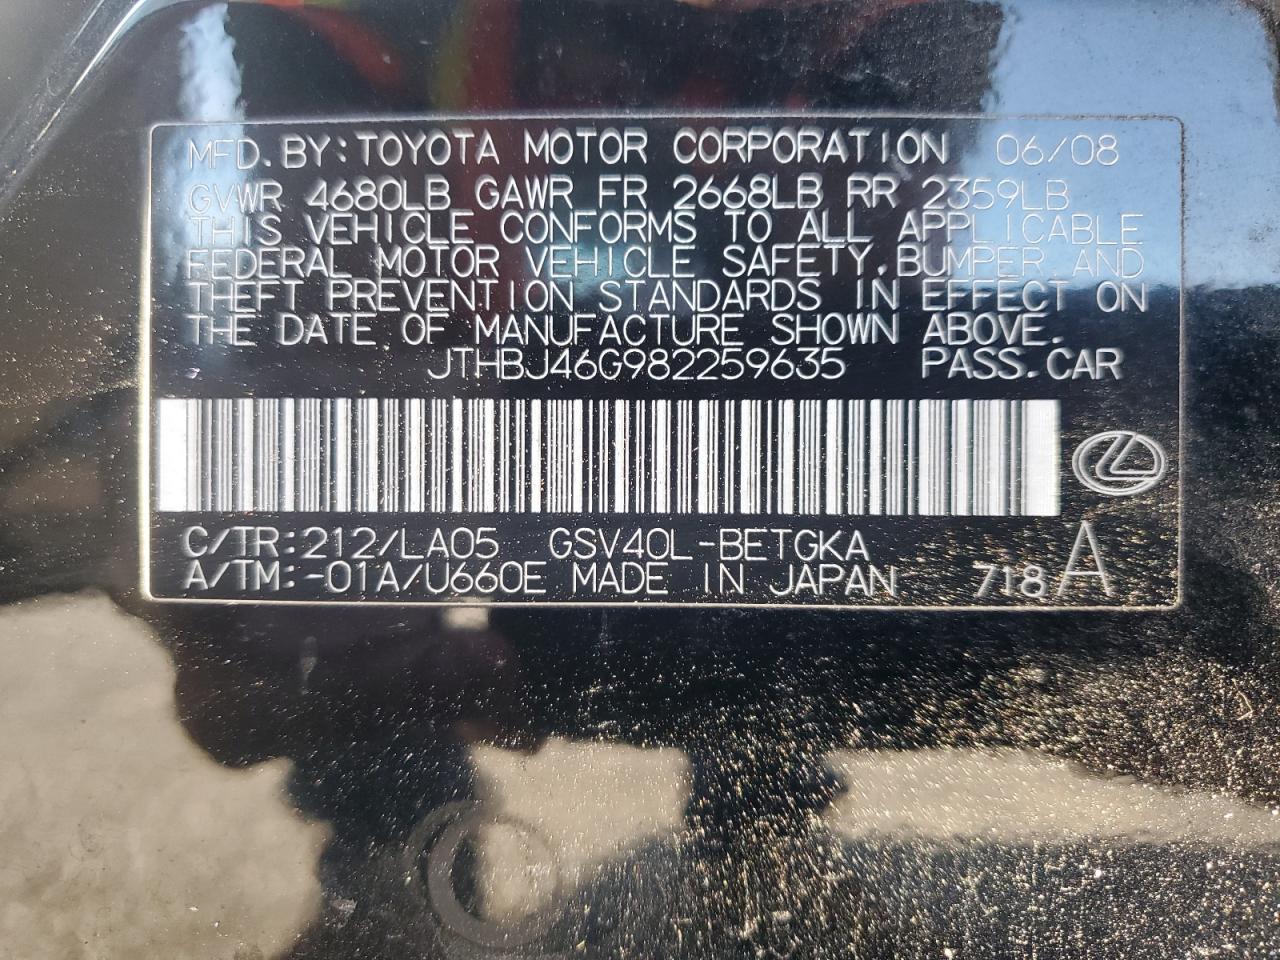 MFD. BY: TOYOTA MOTOR CORPORATION 06/08
GVWR 4680LB GAWR FR 2668LB RR 2359LB
THIS VEHICLE CONFORMS TO ALL APPLICABLE
FEDERAL MOTOR VEHICLE SAFETY, BUMPER, AND
THEFT PREVENTION STANDARDS IN EFFECT ON
THE DATE OF MANUFACTURE SHOWN ABOVE.
JTHBJ46G982259635 PASS. CAR
C/TR: 212/LA05 GSV40L-BETGKA
A/TM: -01A/U660E MADE IN JAPAN 718 A